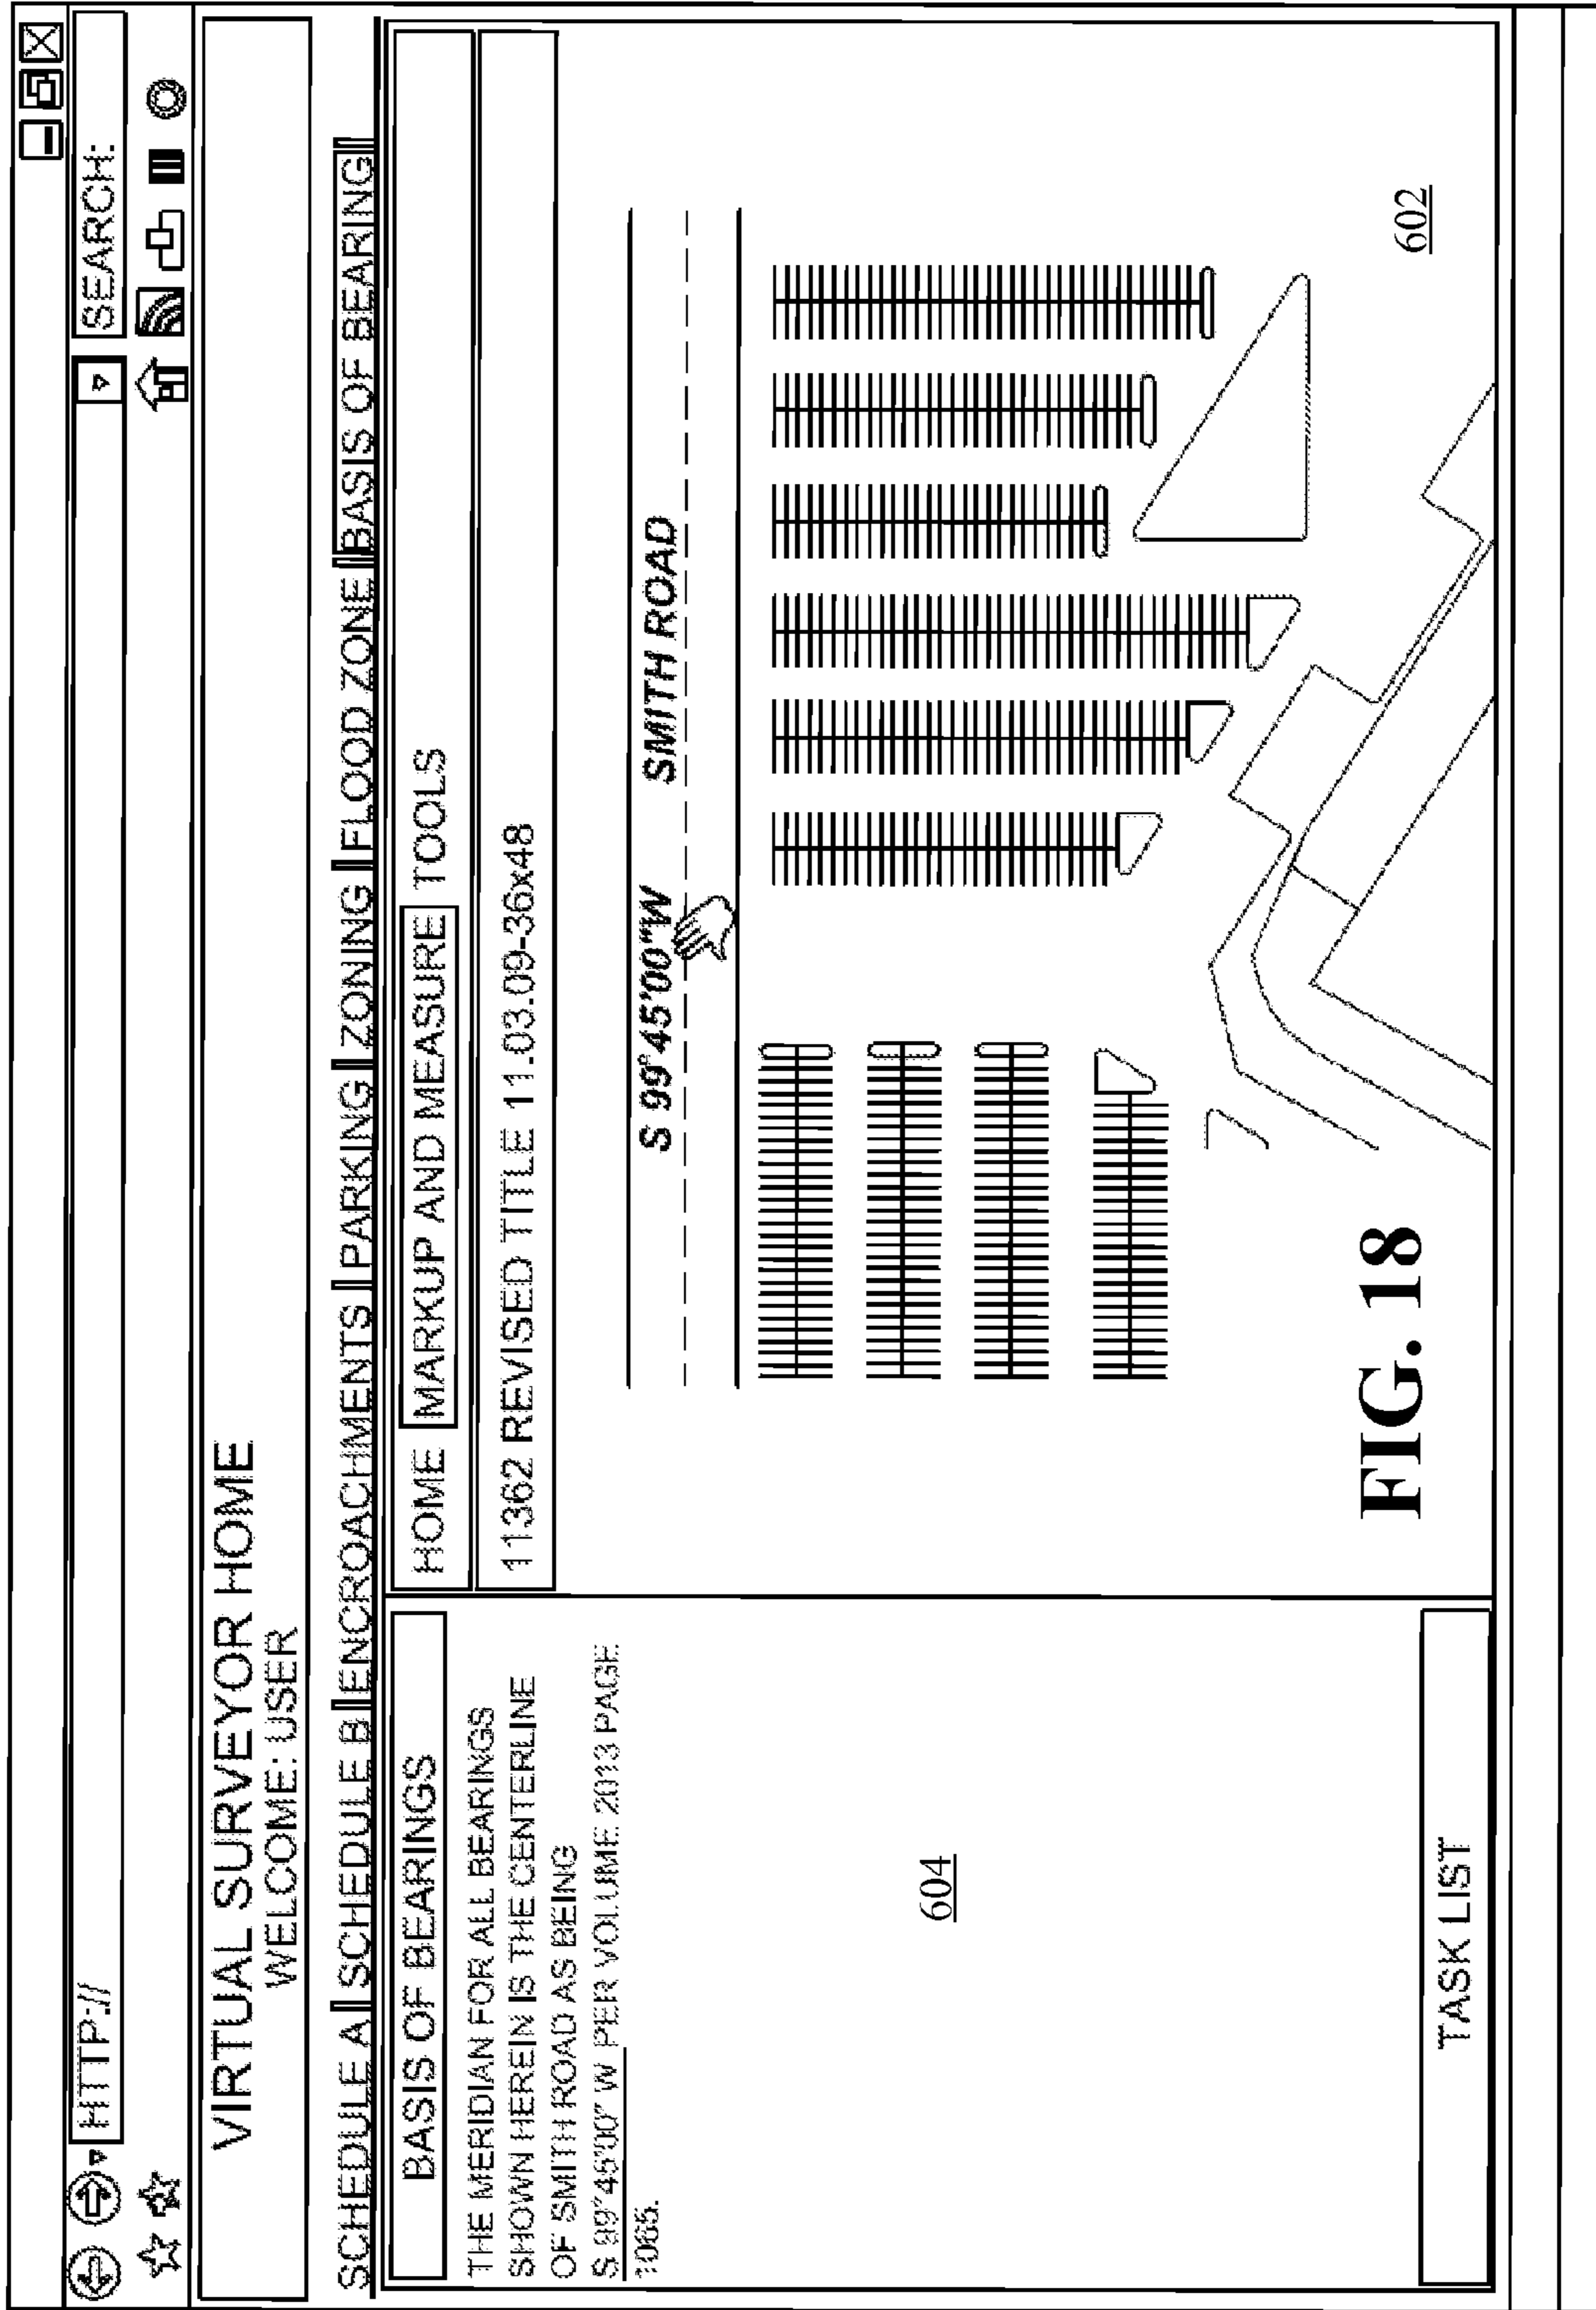 HTTP://
SEARCH:
VIRTUAL SURVEYOR HOME
WELCOME: USER
SCHEDULE A SCHEDULE B ENCROACHMENTS PARKING ZONING FLOOD ZONE BASIS OF BEARING
BASIS OF BEARINGS
THE MERIDIAN FOR ALL BEARINGS
SHOWN HEREIN IS THE CENTERLINE
OF SMITH ROAD AS BEING
S 99°45'00" W PER VOLUME 2013 PAGE
1065.
604
TASK LIST
HOME MARKUP AND MEASURE TOOLS
11362 REVISED TITLE 11.03.09-36x48
S 99°45'00"W SMITH ROAD
602
FIG. 18